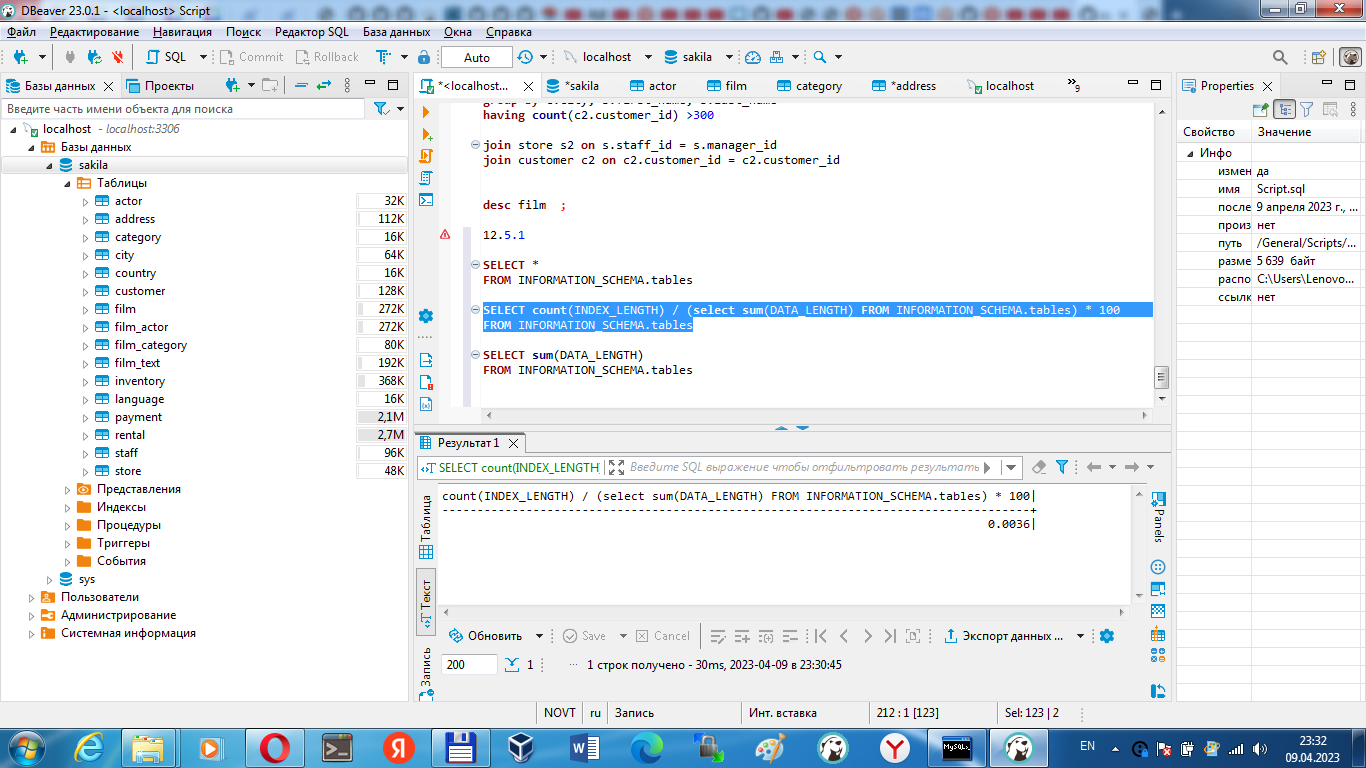 DBeaver 23.0.1 - <localhost> Script
Файл Редактирование Навигация Поиск Редактор SQL База данных Окна Справка
SQL Commit Rollback Auto localhost sakila
Базы данных Проекты
Введите часть имени объекта для поиска
localhost - localhost:3306
Базы данных
sakila
Таблицы
actor 32K
address 112K
category 16K
city 64K
country 16K
customer 128K
film 272K
film_actor 272K
film_category 80K
film_text 192K
inventory 368K
language 16K
payment 2,1M
rental 2,7M
staff 96K
store 48K
Представления
Индексы
Процедуры
Триггеры
События
sys
Пользователи
Администрирование
Системная информация
*<localhost... *sakila actor film category *address localhost »9
having count(c2.customer_id) >300
join store s2 on s.staff_id = s.manager_id
join customer c2 on c2.customer_id = c2.customer_id
desc film ;
12.5.1
SELECT *
FROM INFORMATION_SCHEMA.tables
SELECT count(INDEX_LENGTH) / (select sum(DATA_LENGTH) FROM INFORMATION_SCHEMA.tables) * 100
FROM INFORMATION_SCHEMA.tables
SELECT sum(DATA_LENGTH)
FROM INFORMATION_SCHEMA.tables
Результат 1
SELECT count(INDEX_LENGTH Введите SQL выражение чтобы отфильтровать результаты
Таблица
Текст
Запись
count(INDEX_LENGTH) / (select sum(DATA_LENGTH) FROM INFORMATION_SCHEMA.tables) * 100|
------------------------------------------------------------------------------------+
0.0036|
Panels
Обновить Save Cancel Экспорт данных ...
200 1 ··· 1 строк получено - 30ms, 2023-04-09 в 23:30:45
Properties
Свойство Значение
Инфо
измен да
имя Script.sql
после 9 апреля 2023 г., ...
произ нет
путь /General/Scripts/...
разме 5 639 байт
распо C:\Users\Lenovo...
ссылк нет
NOVT ru Запись Инт. вставка 212 : 1 [123] Sel: 123 | 2
EN 23:32
09.04.2023